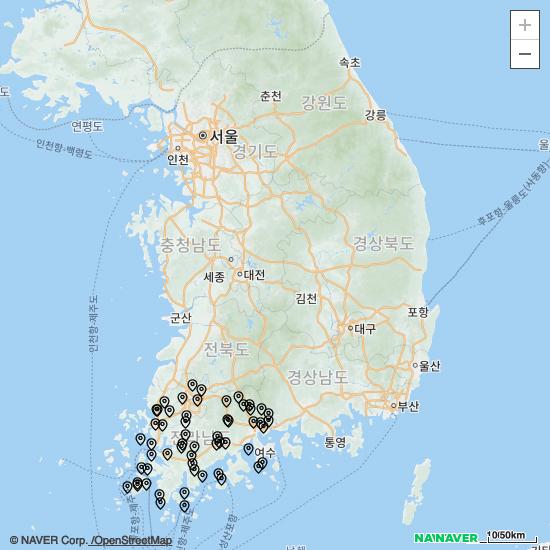 +
−
속초
춘천
강원도
강릉
연평도
서울
인천항-백령도
인천
경기도
후포항-울릉도(사동항)
충청남도
경상북도
세종
대전
인천항-제주도
김천
군산
포항
전북도
대구
경상남도
울산
부산
전라남
여수
통영
© NAVER Corp. /OpenStreetMap
NAVER
10/50km